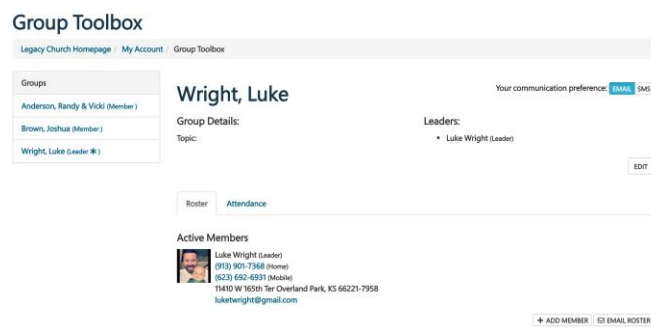 Group Toolbox
Legacy Church Homepage / My Account / Group Toolbox
Groups
Anderson, Randy & Vicki (Member)
Brown, Joshua (Member)
Wright, Luke (Leader ✱)
Wright, Luke
Your communication preference: EMAIL SMS
Group Details:
Topic:
Leaders:
• Luke Wright (Leader)
EDIT
Roster Attendance
Active Members
Luke Wright (Leader)
(913) 901-7368 (Home)
(623) 692-6931 (Mobile)
11410 W 165th Ter Overland Park, KS 66221-7958
luketwright@gmail.com
+ ADD MEMBER ✉ EMAIL ROSTER